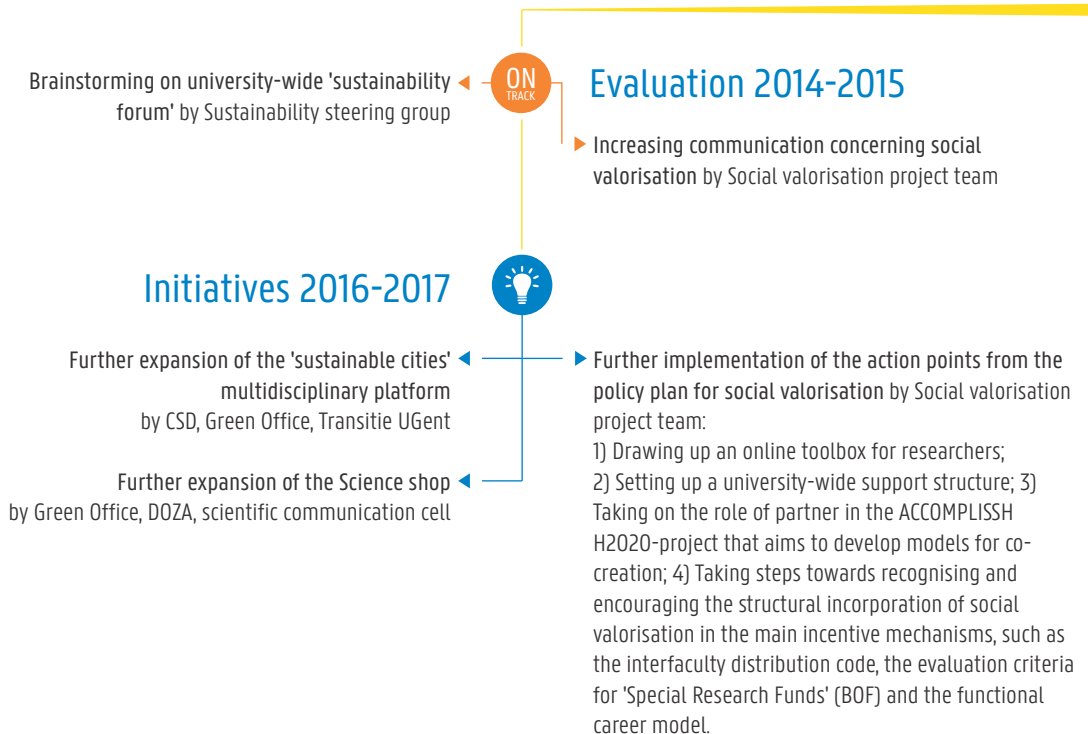 Brainstorming on university-wide 'sustainability
forum' by Sustainability steering group
ON
TRACK
Evaluation 2014-2015
Increasing communication concerning social
valorisation by Social valorisation project team
Initiatives 2016-2017
Further expansion of the 'sustainable cities'
multidisciplinary platform
by CSD, Green Office, Transitie UGent
Further expansion of the Science shop
by Green Office, DOZA, scientific communication cell
Further implementation of the action points from the
policy plan for social valorisation by Social valorisation
project team:
1) Drawing up an online toolbox for researchers;
2) Setting up a university-wide support structure; 3)
Taking on the role of partner in the ACCOMPLISSH
H2020-project that aims to develop models for co-
creation; 4) Taking steps towards recognising and
encouraging the structural incorporation of social
valorisation in the main incentive mechanisms, such as
the interfaculty distribution code, the evaluation criteria
for 'Special Research Funds' (BOF) and the functional
career model.